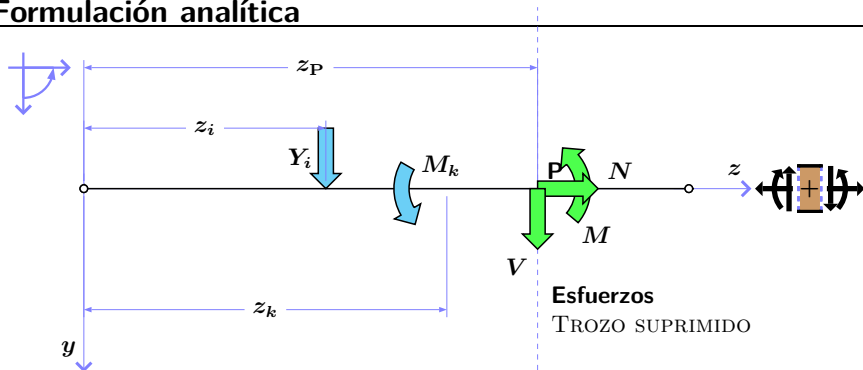 Formulación analítica
z_P
z_i
Y_i
M_k
P
N
z
M
V
Esfuerzos
z_k
Trozo suprimido
y